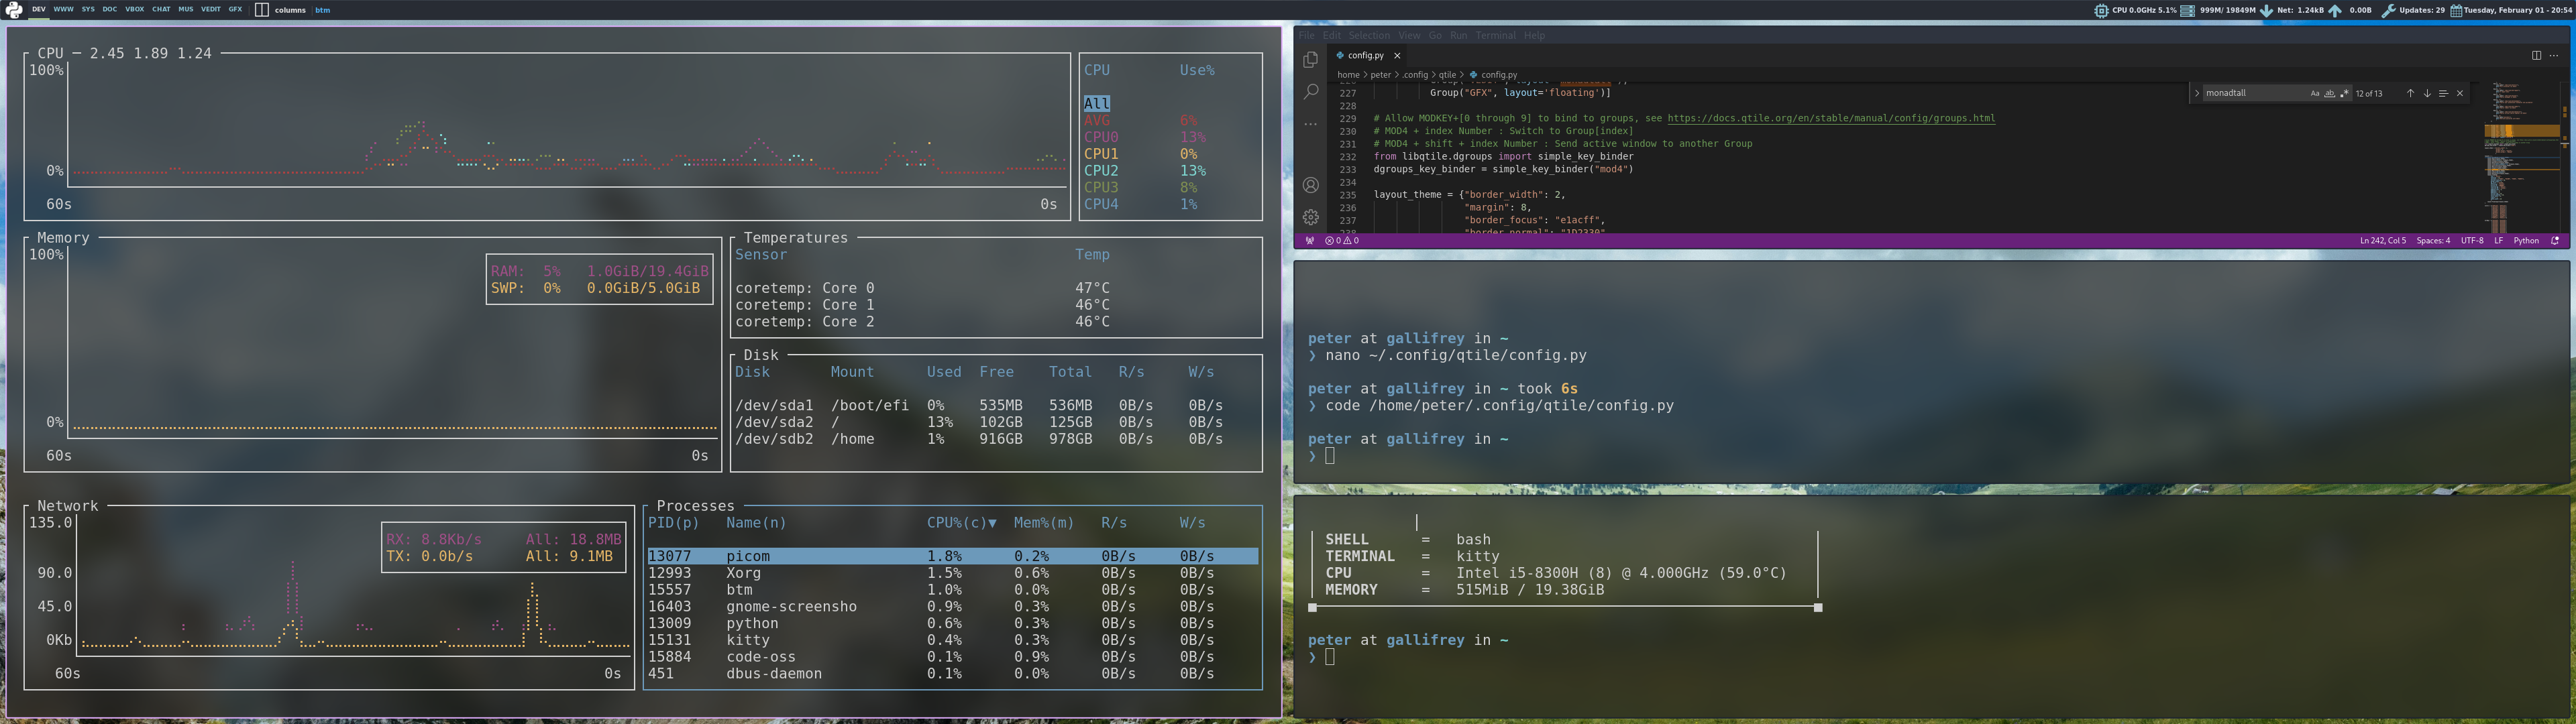 DEV WWW SYS DOC VBOX CHAT MUS VEDIT GFX columns btm
CPU 0.0GHz 5.1% 999M/ 19849M Net: 1.24kB 0.00B Updates: 29 Tuesday, February 01 - 20:54
CPU ─ 2.45 1.89 1.24
100%
0%
60s 0s
CPU Use%
All
AVG 6%
CPU0 13%
CPU1 0%
CPU2 13%
CPU3 8%
CPU4 1%
Memory
100%
RAM: 5% 1.0GiB/19.4GiB
SWP: 0% 0.0GiB/5.0GiB
0%
60s 0s
Temperatures
Sensor Temp
coretemp: Core 0 47°C
coretemp: Core 1 46°C
coretemp: Core 2 46°C
Disk
Disk Mount Used Free Total R/s W/s
/dev/sda1 /boot/efi 0% 535MB 536MB 0B/s 0B/s
/dev/sda2 / 13% 102GB 125GB 0B/s 0B/s
/dev/sdb2 /home 1% 916GB 978GB 0B/s 0B/s
Network
135.0
90.0
45.0
0Kb
RX: 8.8Kb/s All: 18.8MB
TX: 0.0b/s All: 9.1MB
60s 0s
Processes
PID(p) Name(n) CPU%(c)▼ Mem%(m) R/s W/s
13077 picom 1.8% 0.2% 0B/s 0B/s
12993 Xorg 1.5% 0.6% 0B/s 0B/s
15557 btm 1.0% 0.0% 0B/s 0B/s
16403 gnome-screensho 0.9% 0.3% 0B/s 0B/s
13009 python 0.6% 0.3% 0B/s 0B/s
15131 kitty 0.4% 0.3% 0B/s 0B/s
15884 code-oss 0.1% 0.9% 0B/s 0B/s
451 dbus-daemon 0.1% 0.0% 0B/s 0B/s
File Edit Selection View Go Run Terminal Help
config.py
home > peter > .config > qtile > config.py
monadtall Aa ab .* 12 of 13
227 Group("GFX", layout='floating')]
228
229 # Allow MODKEY+[0 through 9] to bind to groups, see https://docs.qtile.org/en/stable/manual/config/groups.html
230 # MOD4 + index Number : Switch to Group[index]
231 # MOD4 + shift + index Number : Send active window to another Group
232 from libqtile.dgroups import simple_key_binder
233 dgroups_key_binder = simple_key_binder("mod4")
234
235 layout_theme = {"border_width": 2,
236 "margin": 8,
237 "border_focus": "e1acff",
238 "border_normal": "1D2330"
0 0 Ln 242, Col 5 Spaces: 4 UTF-8 LF Python
peter at gallifrey in ~
❯ nano ~/.config/qtile/config.py
peter at gallifrey in ~ took 6s
❯ code /home/peter/.config/qtile/config.py
peter at gallifrey in ~
❯
SHELL = bash
TERMINAL = kitty
CPU = Intel i5-8300H (8) @ 4.000GHz (59.0°C)
MEMORY = 515MiB / 19.38GiB
peter at gallifrey in ~
❯